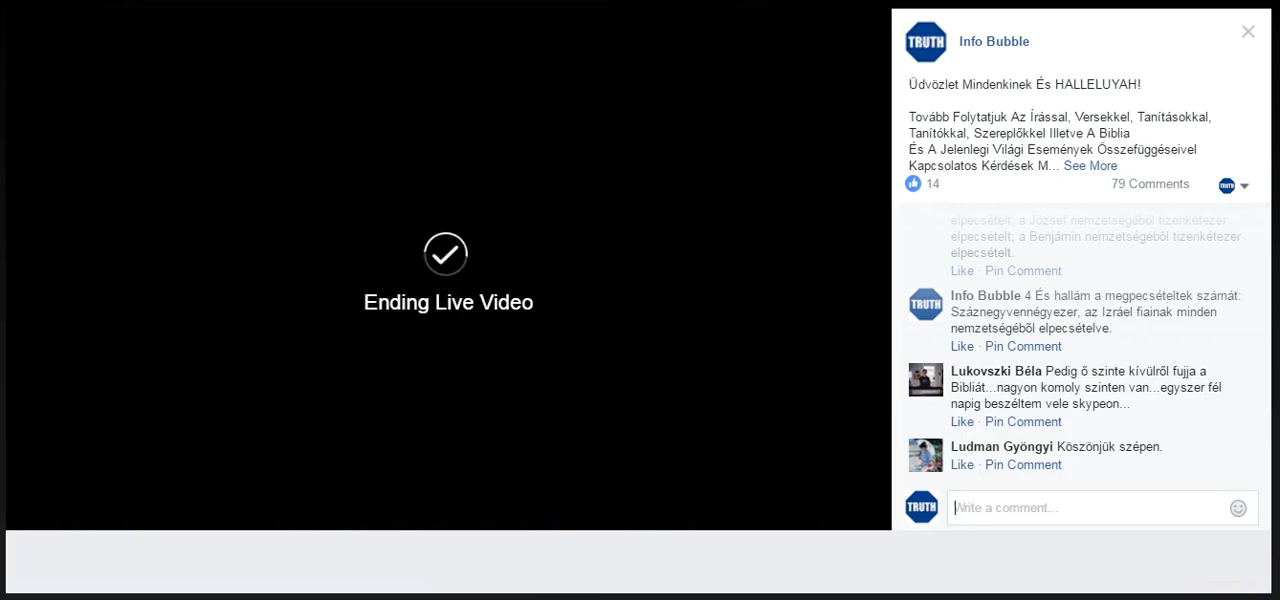 Ending Live Video
TRUTH
Info Bubble
Üdvözlet Mindenkinek És HALLELUYAH!
Tovább Folytatjuk Az Írással, Versekkel, Tanításokkal,
Tanítókkal, Szereplőkkel Illetve A Biblia
És A Jelenlegi Világi Események Összefüggéseivel
Kapcsolatos Kérdések M... See More
14
79 Comments
TRUTH
elpecsételt; a József nemzetségéből tizenkétezer
elpecsételt; a Benjámin nemzetségéből tizenkétezer
elpecsételt.
Like · Pin Comment
TRUTH
Info Bubble 4 És hallám a megpecsételtek számát:
Száznegyvennégyezer, az Izráel fiainak minden
nemzetségéből elpecsételve.
Like · Pin Comment
Lukovszki Béla Pedig ő szinte kívülről fujja a
Bibliát...nagyon komoly szinten van...egyszer fél
napig beszéltem vele skypeon...
Like · Pin Comment
Ludman Gyöngyi Köszönjük szépen.
Like · Pin Comment
TRUTH
Write a comment...